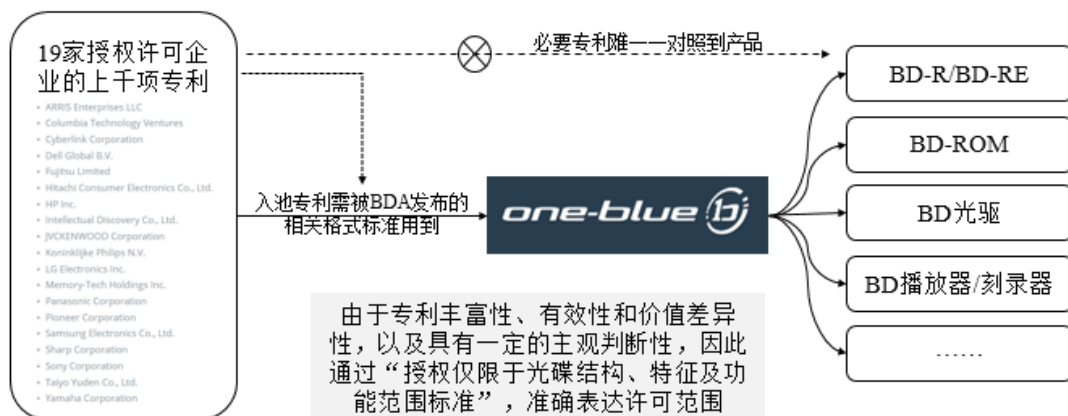 19家授权许可企
业的上千项专利
ARRIS Enterprises LLC
Columbia Technology Ventures
Cyberlink Corporation
Dell Global B.V.
Fujitsu Limited
Hitachi Consumer Electronics Co., Ltd.
HP Inc.
Intellectual Discovery Co., Ltd.
JVCKENWOOD Corporation
Koninklijke Philips N.V.
LG Electronics Inc.
Memory-Tech Holdings Inc.
Panasonic Corporation
Pioneer Corporation
Samsung Electronics Co., Ltd.
Sharp Corporation
Sony Corporation
Taiyo Yuden Co., Ltd.
Yamaha Corporation
必要专利难一一对照到产品
入池专利需被BDA发布的
相关格式标准用到
one-blue
由于专利丰富性、有效性和价值差异
性，以及具有一定的主观判断性，因此
通过“授权仅限于光碟结构、特征及功
能范围标准”，准确表达许可范围
BD-R/BD-RE
BD-ROM
BD光驱
BD播放器/刻录器
……